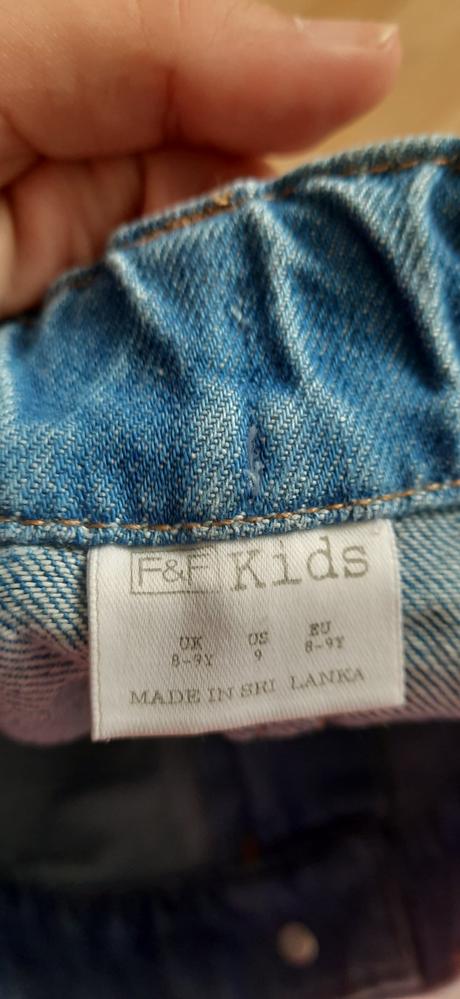 F&F Kids
UK US EU
8-9Y 9 8-9Y
MADE IN SRI LANKA